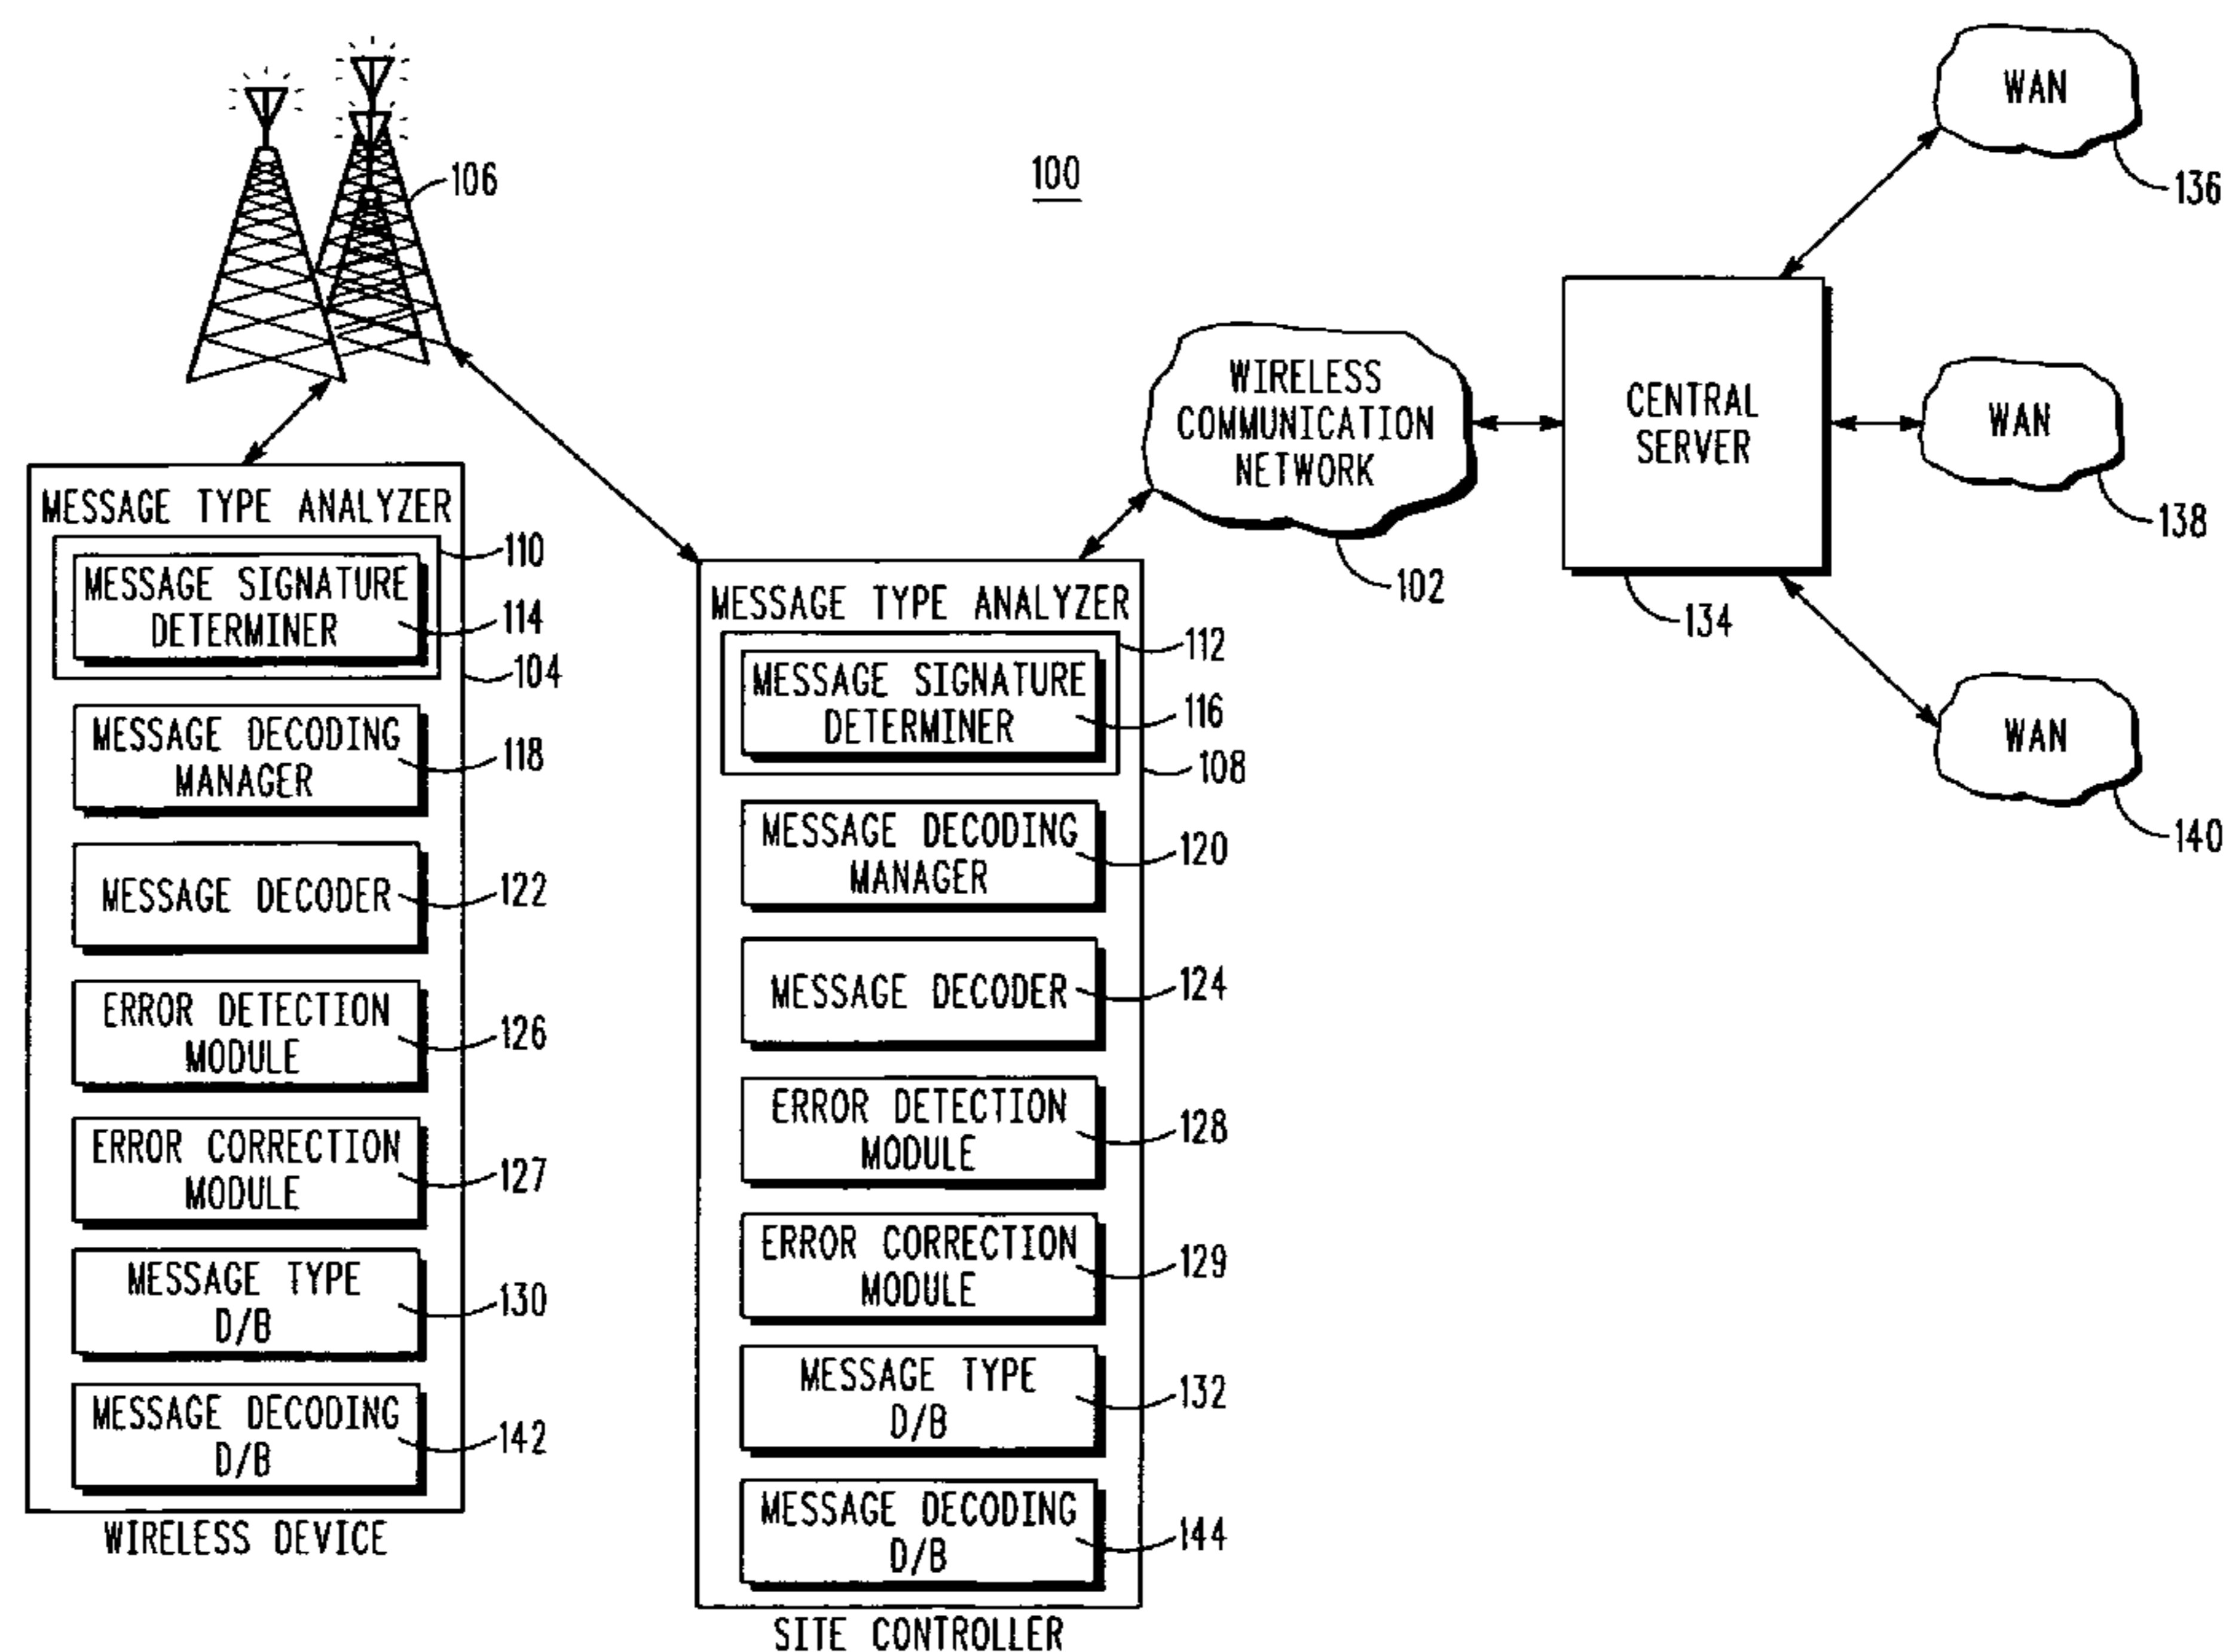 100
106
WAN
136
WIRELESS
COMMUNICATION
NETWORK
102
CENTRAL
SERVER
134
WAN
138
WAN
140
MESSAGE TYPE ANALYZER
110
MESSAGE SIGNATURE
DETERMINER
114
104
MESSAGE DECODING
MANAGER
118
MESSAGE DECODER
122
ERROR DETECTION
MODULE
126
ERROR CORRECTION
MODULE
127
MESSAGE TYPE
D/B
130
MESSAGE DECODING
D/B
142
WIRELESS DEVICE
MESSAGE TYPE ANALYZER
112
MESSAGE SIGNATURE
DETERMINER
116
108
MESSAGE DECODING
MANAGER
120
MESSAGE DECODER
124
ERROR DETECTION
MODULE
128
ERROR CORRECTION
MODULE
129
MESSAGE TYPE
D/B
132
MESSAGE DECODING
D/B
144
SITE CONTROLLER